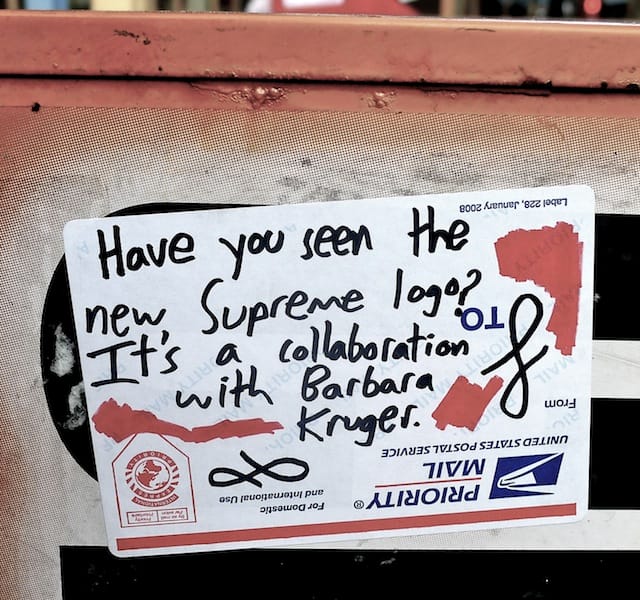 Label 228, January 2008
Have you seen the
new Supreme logo?
It's a collaboration
with Barbara
Kruger.
TO:
From
UNITED STATES POSTAL SERVICE
PRIORITY
MAIL
®
For Domestic
and International Use